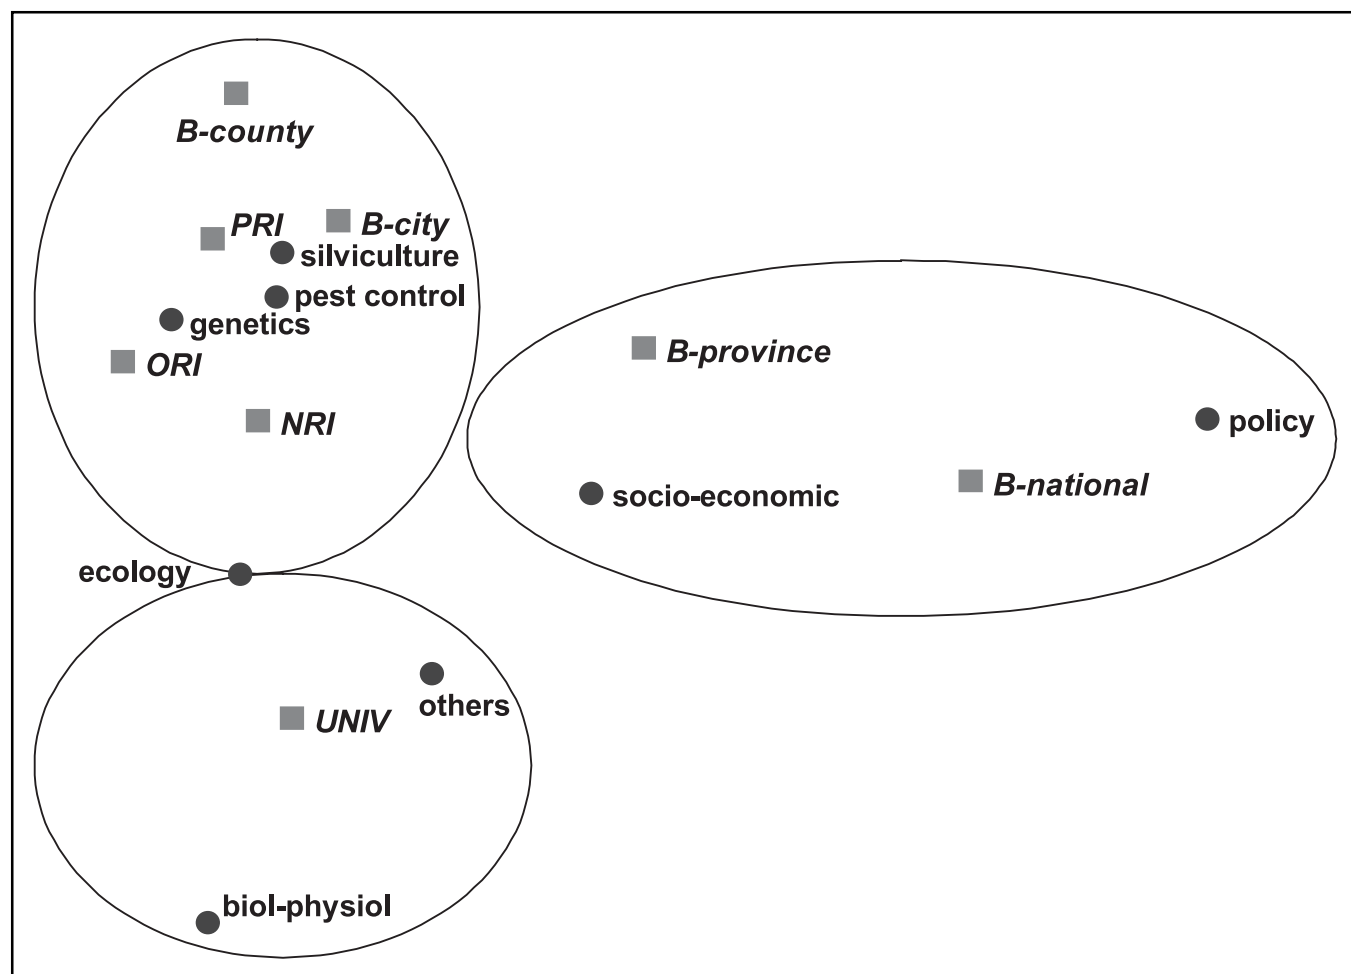 B-county
PRI
B-city
silviculture
pest control
genetics
ORI
NRI
B-province
policy
B-national
socio-economic
ecology
others
UNIV
biol-physiol